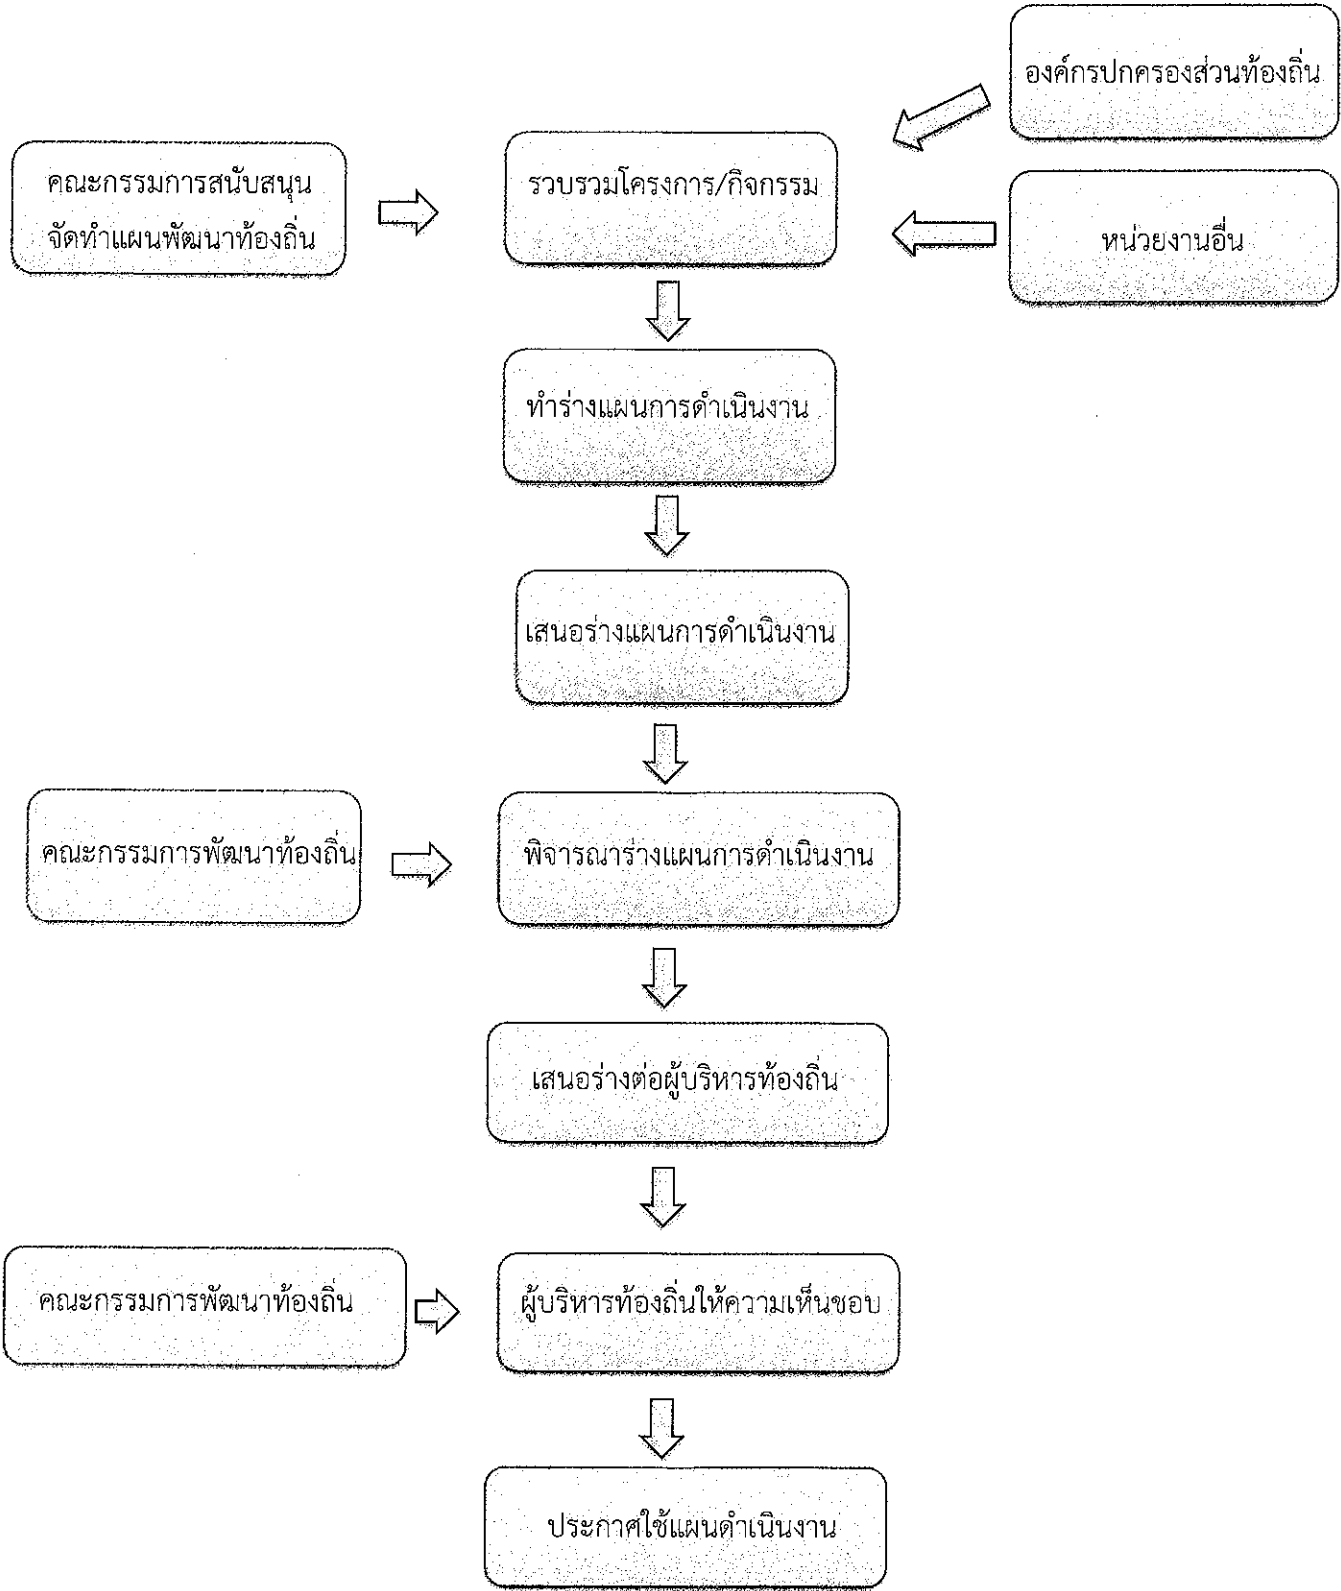 องค์กรปกครองส่วนท้องถิ่น
คณะกรรมการสนับสนุน
จัดทำแผนพัฒนาท้องถิ่น
รวบรวมโครงการ/กิจกรรม
หน่วยงานอื่น
ทำร่างแผนการดำเนินงาน
เสนอร่างแผนการดำเนินงาน
คณะกรรมการพัฒนาท้องถิ่น
พิจารณาร่างแผนการดำเนินงาน
เสนอร่างต่อผู้บริหารท้องถิ่น
คณะกรรมการพัฒนาท้องถิ่น
ผู้บริหารท้องถิ่นให้ความเห็นชอบ
ประกาศใช้แผนดำเนินงาน